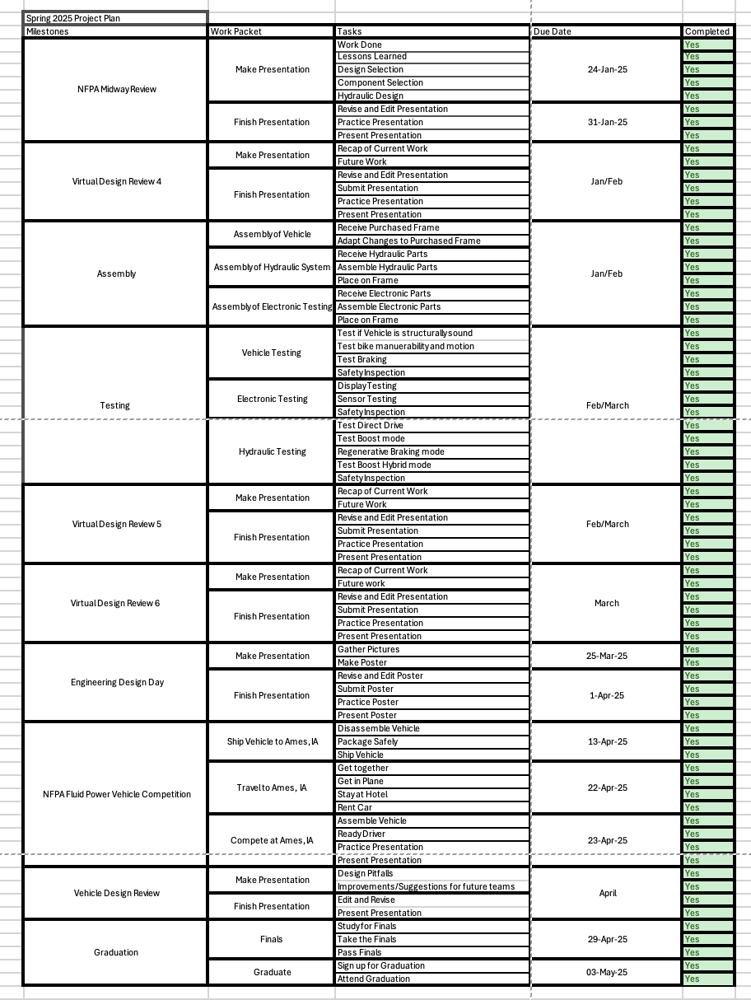 Spring 2025 Project Plan
Milestones Work Packet Tasks Due Date Completed
NFPA Midway Review Make Presentation Work Done 24-Jan-25 Yes
Lessons Learned Yes
Design Selection Yes
Component Selection Yes
Hydraulic Design Yes
Finish Presentation Revise and Edit Presentation 31-Jan-25 Yes
Practice Presentation Yes
Present Presentation Yes
Virtual Design Review 4 Make Presentation Recap of Current Work Jan/Feb Yes
Future Work Yes
Finish Presentation Revise and Edit Presentation Yes
Submit Presentation Yes
Practice Presentation Yes
Present Presentation Yes
Assembly Assembly of Vehicle Receive Purchased Frame Jan/Feb Yes
Adapt Changes to Purchased Frame Yes
Assembly of Hydraulic System Receive Hydraulic Parts Yes
Assemble Hydraulic Parts Yes
Place on Frame Yes
Assembly of Electronic Testing Receive Electronic Parts Yes
Assemble Electronic Parts Yes
Place on Frame Yes
Testing Vehicle Testing Test if Vehicle is structurally sound Feb/March Yes
Test bike manuerability and motion Yes
Test Braking Yes
Safety Inspection Yes
Electronic Testing Display Testing Yes
Sensor Testing Yes
Safety Inspection Yes
Hydraulic Testing Test Direct Drive Yes
Test Boost mode Yes
Regenerative Braking mode Yes
Test Boost Hybrid mode Yes
Safety Inspection Yes
Virtual Design Review 5 Make Presentation Recap of Current Work Feb/March Yes
Future Work Yes
Finish Presentation Revise and Edit Presentation Yes
Submit Presentation Yes
Practice Presentation Yes
Present Presentation Yes
Virtual Design Review 6 Make Presentation Recap of Current Work March Yes
Future work Yes
Finish Presentation Revise and Edit Presentation Yes
Submit Presentation Yes
Practice Presentation Yes
Present Presentation Yes
Engineering Design Day Make Presentation Gather Pictures 25-Mar-25 Yes
Make Poster Yes
Finish Presentation Revise and Edit Poster 1-Apr-25 Yes
Submit Poster Yes
Practice Poster Yes
Present Poster Yes
NFPA Fluid Power Vehicle Competition Ship Vehicle to Ames, IA Disassemble Vehicle 13-Apr-25 Yes
Package Safely Yes
Ship Vehicle Yes
Travel to Ames, IA Get together 22-Apr-25 Yes
Get in Plane Yes
Stay at Hotel Yes
Rent Car Yes
Compete at Ames, IA Assemble Vehicle 23-Apr-25 Yes
Ready Driver Yes
Practice Presentation Yes
Present Presentation Yes
Vehicle Design Review Make Presentation Design Pitfalls April Yes
Improvements/Suggestions for future teams Yes
Finish Presentation Edit and Revise Yes
Present Presentation Yes
Graduation Finals Study for Finals 29-Apr-25 Yes
Take the Finals Yes
Pass Finals Yes
Graduate Sign up for Graduation 03-May-25 Yes
Attend Graduation Yes